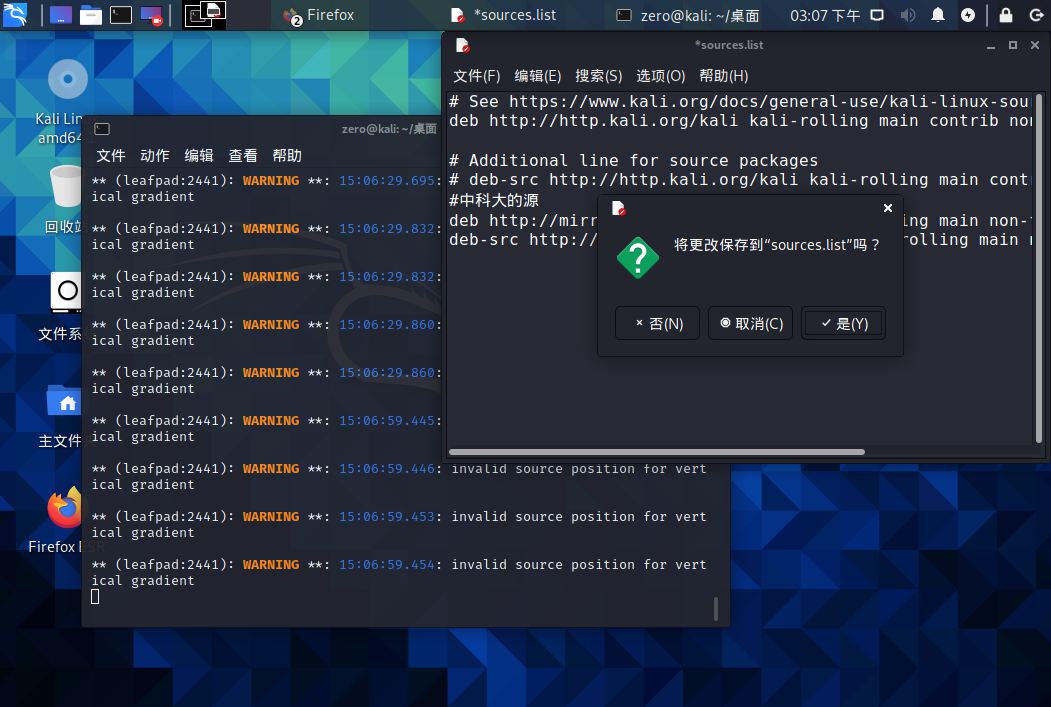 2
Firefox
*sources.list
zero@kali: ~/桌面
03:07 下午
Kali Lin
amd64
回收站
文件系
主文件
Firefox ESR
zero@kali: ~/桌面
文件 动作 编辑 查看 帮助
** (leafpad:2441): WARNING **: 15:06:29.695:
ical gradient
** (leafpad:2441): WARNING **: 15:06:29.832:
ical gradient
** (leafpad:2441): WARNING **: 15:06:29.832:
ical gradient
** (leafpad:2441): WARNING **: 15:06:29.860:
ical gradient
** (leafpad:2441): WARNING **: 15:06:29.860:
ical gradient
** (leafpad:2441): WARNING **: 15:06:59.445:
ical gradient
** (leafpad:2441): WARNING **: 15:06:59.446: invalid source position for vert
ical gradient
** (leafpad:2441): WARNING **: 15:06:59.453: invalid source position for vert
ical gradient
** (leafpad:2441): WARNING **: 15:06:59.454: invalid source position for vert
ical gradient
*sources.list
文件(F) 编辑(E) 搜索(S) 选项(O) 帮助(H)
# See https://www.kali.org/docs/general-use/kali-linux-sou
deb http://http.kali.org/kali kali-rolling main contrib non
# Additional line for source packages
# deb-src http://http.kali.org/kali kali-rolling main cont
#中科大的源
deb http://mirr ng main non-
deb-src http:// rolling main n
将更改保存到“sources.list”吗？
否(N) 取消(C) 是(Y)